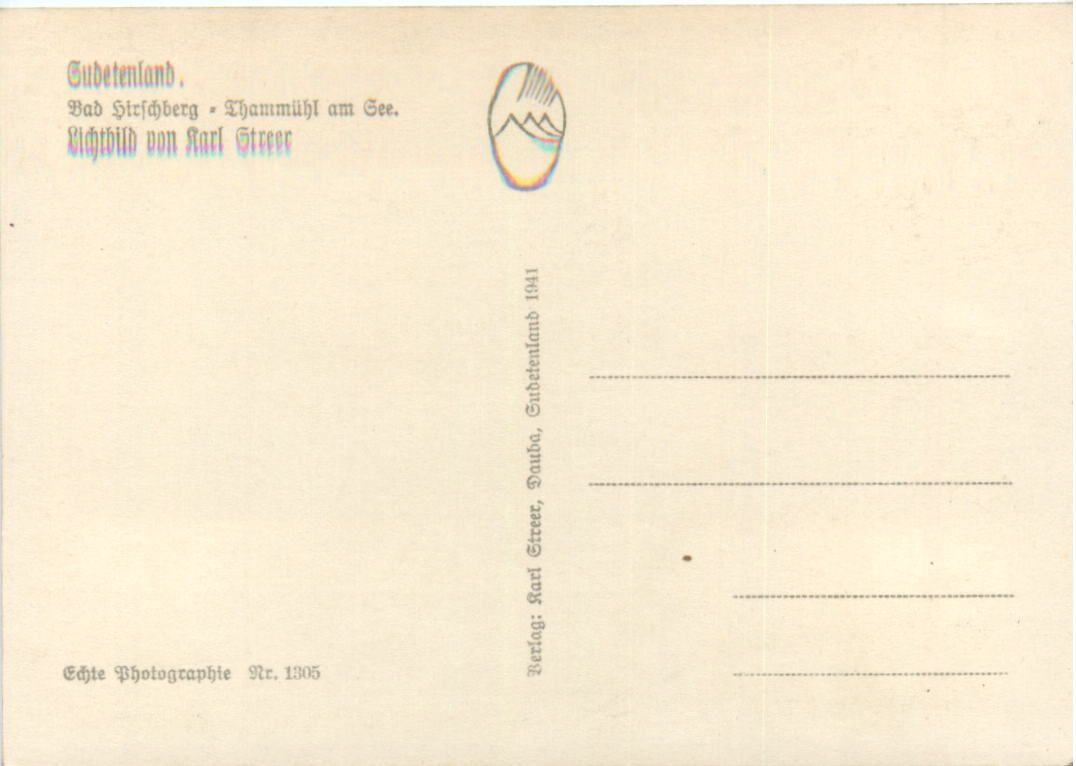 Sudetenland.
Bad Hirschberg - Thammühl am See.
Lichtbild von Karl Streer
Verlag: Karl Streer, Dauba, Sudetenland 1941
Echte Photographie Nr. 1305